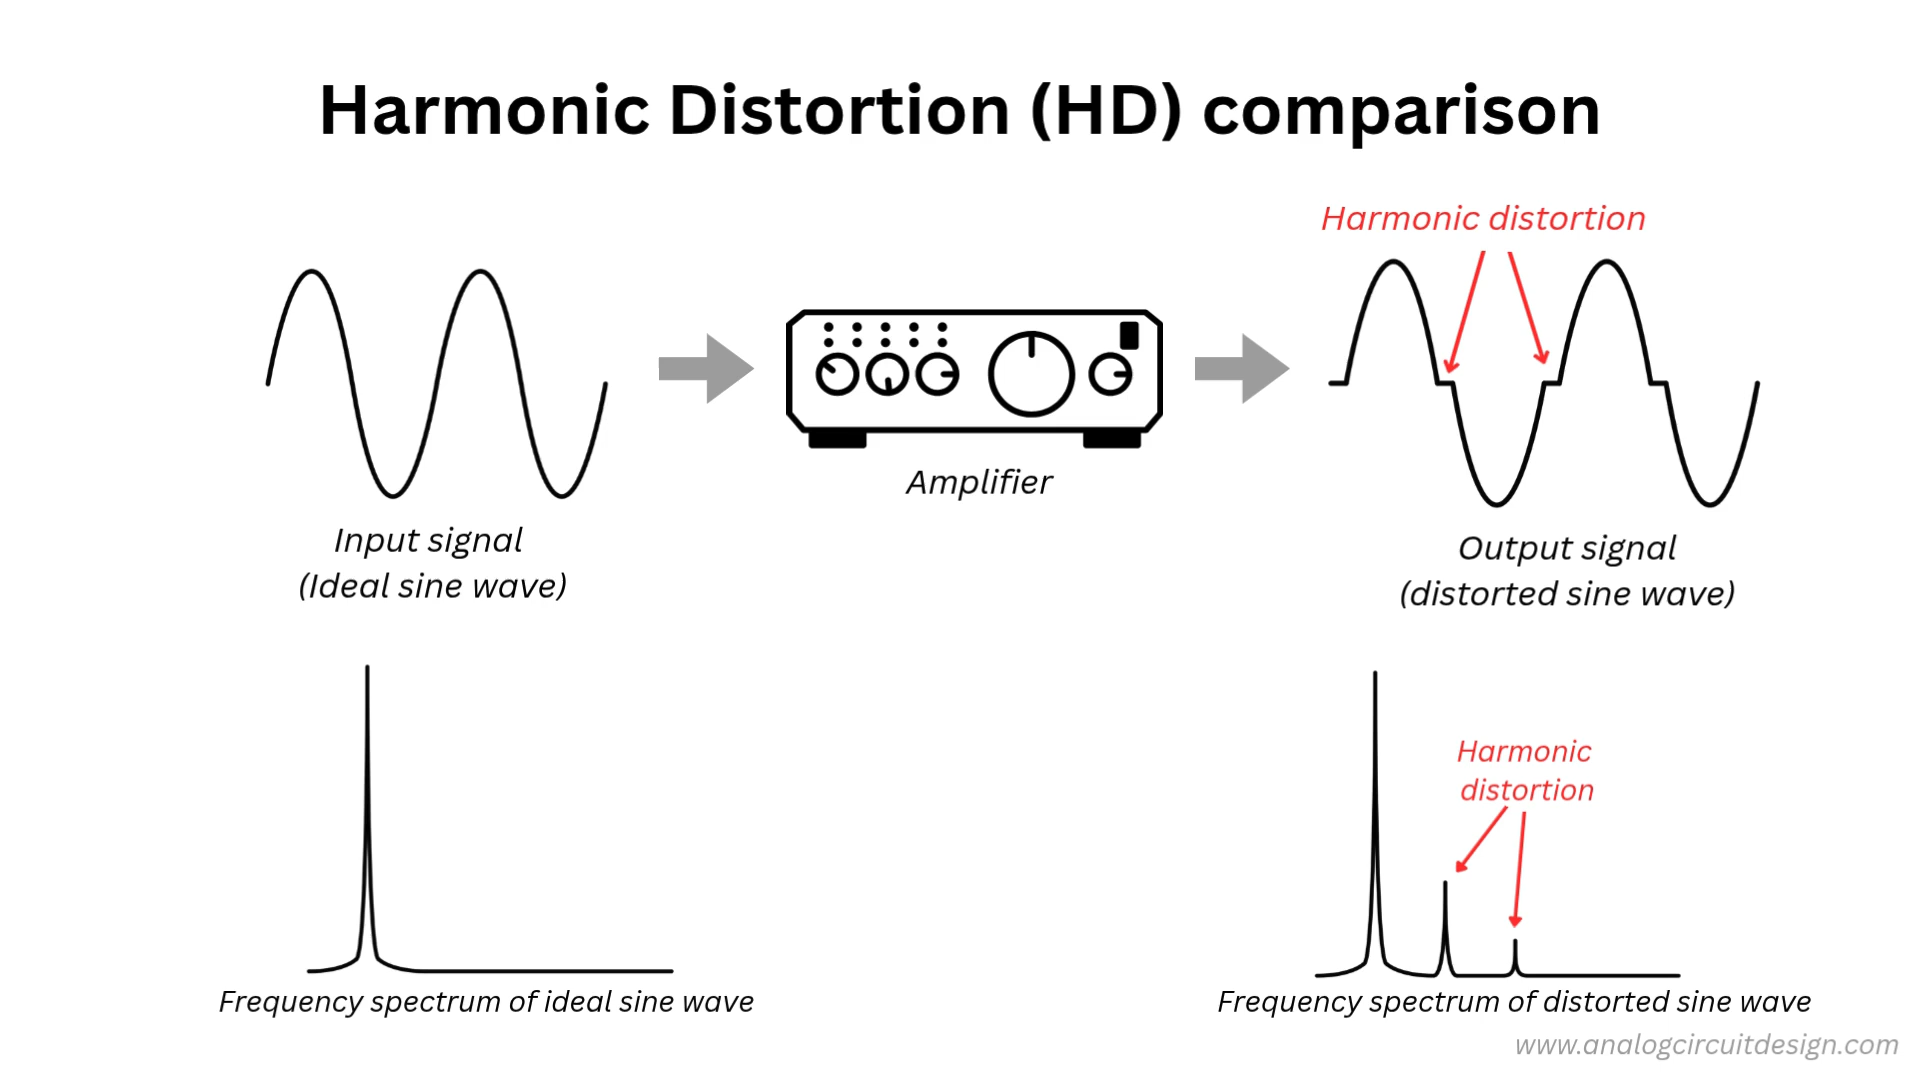 Harmonic Distortion (HD) comparison
Harmonic distortion
Amplifier
Input signal
(Ideal sine wave)
Output signal
(distorted sine wave)
Harmonic
distortion
Frequency spectrum of ideal sine wave
Frequency spectrum of distorted sine wave
www.analogcircuitdesign.com